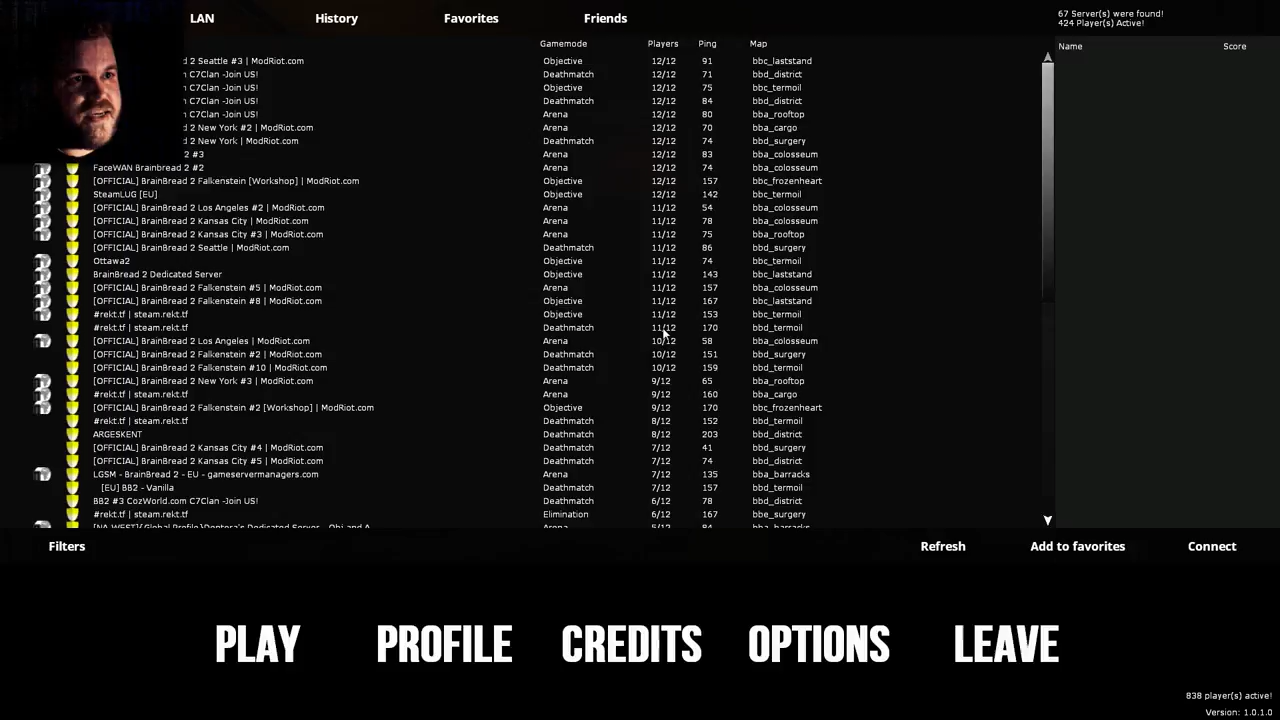 LAN History Favorites Friends 67 Server(s) were found!
424 Player(s) Active!
Gamemode Players Ping Map Name Score
d 2 Seattle #3 | ModRiot.com Objective 12/12 91 bbc_laststand
n C7Clan -Join US! Deathmatch 12/12 71 bbd_district
n C7Clan -Join US! Objective 12/12 75 bbc_termoil
n C7Clan -Join US! Deathmatch 12/12 84 bbd_district
n C7Clan -Join US! Arena 12/12 80 bba_rooftop
d 2 New York #2 | ModRiot.com Arena 12/12 70 bba_cargo
d 2 New York | ModRiot.com Deathmatch 12/12 74 bbd_surgery
2 #3 Arena 12/12 83 bba_colosseum
FaceWAN Brainbread 2 #2 Arena 12/12 74 bba_colosseum
[OFFICIAL] BrainBread 2 Falkenstein [Workshop] | ModRiot.com Objective 12/12 157 bbc_frozenheart
SteamLUG [EU] Objective 12/12 142 bbc_termoil
[OFFICIAL] BrainBread 2 Los Angeles #2 | ModRiot.com Arena 11/12 54 bba_colosseum
[OFFICIAL] BrainBread 2 Kansas City | ModRiot.com Arena 11/12 78 bba_colosseum
[OFFICIAL] BrainBread 2 Kansas City #3 | ModRiot.com Arena 11/12 75 bba_rooftop
[OFFICIAL] BrainBread 2 Seattle | ModRiot.com Deathmatch 11/12 86 bbd_surgery
Ottawa2 Objective 11/12 74 bbc_termoil
BrainBread 2 Dedicated Server Objective 11/12 143 bbc_laststand
[OFFICIAL] BrainBread 2 Falkenstein #5 | ModRiot.com Arena 11/12 157 bba_colosseum
[OFFICIAL] BrainBread 2 Falkenstein #8 | ModRiot.com Objective 11/12 167 bbc_laststand
#rekt.tf | steam.rekt.tf Objective 11/12 153 bbc_termoil
#rekt.tf | steam.rekt.tf Deathmatch 11/12 170 bbd_termoil
[OFFICIAL] BrainBread 2 Los Angeles | ModRiot.com Arena 10/12 58 bba_colosseum
[OFFICIAL] BrainBread 2 Falkenstein #2 | ModRiot.com Deathmatch 10/12 151 bbd_surgery
[OFFICIAL] BrainBread 2 Falkenstein #10 | ModRiot.com Deathmatch 10/12 159 bbd_termoil
[OFFICIAL] BrainBread 2 New York #3 | ModRiot.com Arena 9/12 65 bba_rooftop
#rekt.tf | steam.rekt.tf Arena 9/12 160 bba_cargo
[OFFICIAL] BrainBread 2 Falkenstein #2 [Workshop] | ModRiot.com Objective 9/12 170 bbc_frozenheart
#rekt.tf | steam.rekt.tf Deathmatch 8/12 152 bbd_termoil
ARGESKENT Deathmatch 8/12 203 bbd_district
[OFFICIAL] BrainBread 2 Kansas City #4 | ModRiot.com Deathmatch 7/12 41 bbd_surgery
[OFFICIAL] BrainBread 2 Kansas City #5 | ModRiot.com Deathmatch 7/12 74 bbd_district
LGSM - BrainBread 2 - EU - gameservermanagers.com Arena 7/12 135 bba_barracks
[EU] BB2 - Vanilla Deathmatch 7/12 157 bbd_termoil
BB2 #3 CozWorld.com C7Clan -Join US! Deathmatch 6/12 78 bbd_district
#rekt.tf | steam.rekt.tf Elimination 6/12 167 bbe_surgery
[NA WEST]{Global Profile}Dentora's Dedicated Server - Obj and A Arena 5/12 84 bba_barracks
Filters Refresh Add to favorites Connect
PLAY PROFILE CREDITS OPTIONS LEAVE
838 player(s) active!
Version: 1.0.1.0